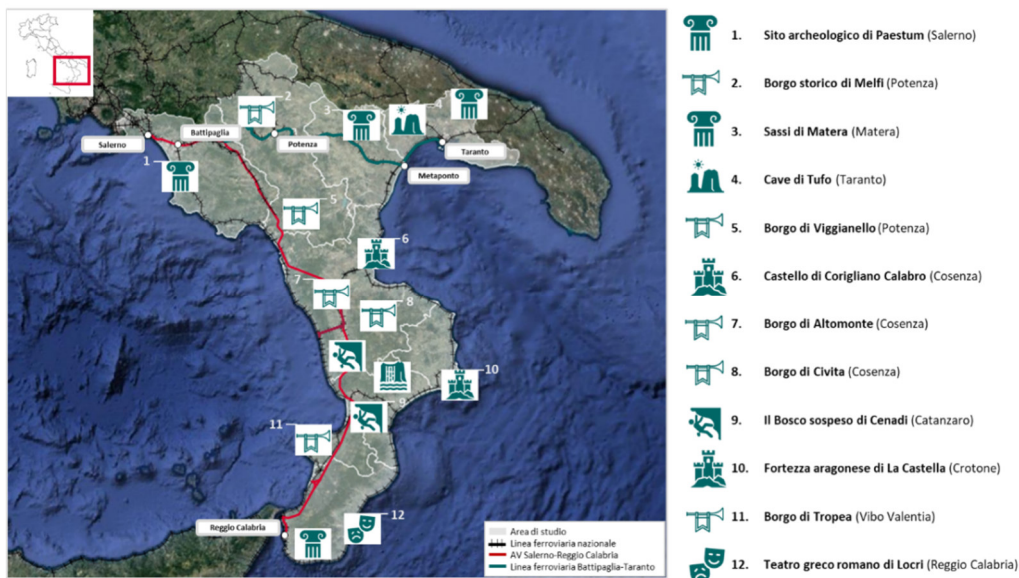 2
3
4
Salerno
Battipaglia
Potenza
Taranto
Metaponto
1
5
6
7
8
10
9
11
12
Reggio Calabria
Area di studio
Linea ferroviaria nazionale
AV Salerno-Reggio Calabria
Linea ferroviaria Battipaglia-Taranto
1. Sito archeologico di Paestum (Salerno)
2. Borgo storico di Melfi (Potenza)
3. Sassi di Matera (Matera)
4. Cave di Tufo (Taranto)
5. Borgo di Viggianello (Potenza)
6. Castello di Corigliano Calabro (Cosenza)
7. Borgo di Altomonte (Cosenza)
8. Borgo di Civita (Cosenza)
9. Il Bosco sospeso di Cenadi (Catanzaro)
10. Fortezza aragonese di La Castella (Crotone)
11. Borgo di Tropea (Vibo Valentia)
12. Teatro greco romano di Locri (Reggio Calabria)